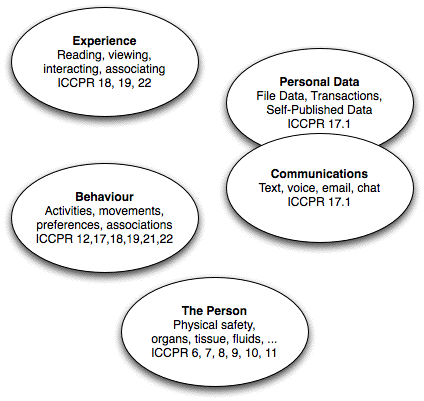 Experience
Reading, viewing,
interacting, associating
ICCPR 18, 19, 22
Personal Data
File Data, Transactions,
Self-Published Data
ICCPR 17.1
Communications
Text, voice, email, chat
ICCPR 17.1
Behaviour
Activities, movements,
preferences, associations
ICCPR 12,17,18,19,21,22
The Person
Physical safety,
organs, tissue, fluids, ...
ICCPR 6, 7, 8, 9, 10, 11